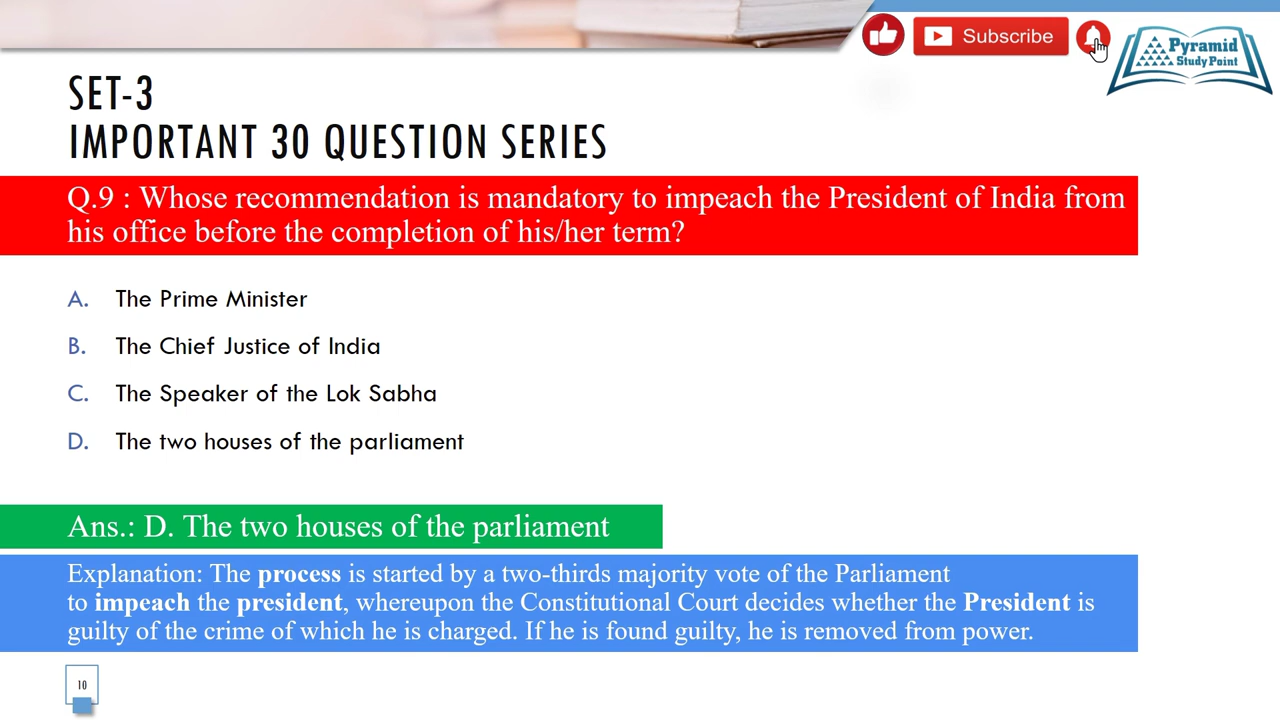 Subscribe
Pyramid
Study Point
SET-3
IMPORTANT 30 QUESTION SERIES
Q.9 : Whose recommendation is mandatory to impeach the President of India from
his office before the completion of his/her term?
A. The Prime Minister
B. The Chief Justice of India
C. The Speaker of the Lok Sabha
D. The two houses of the parliament
Ans.: D. The two houses of the parliament
Explanation: The process is started by a two-thirds majority vote of the Parliament
to impeach the president, whereupon the Constitutional Court decides whether the President is
guilty of the crime of which he is charged. If he is found guilty, he is removed from power.
10